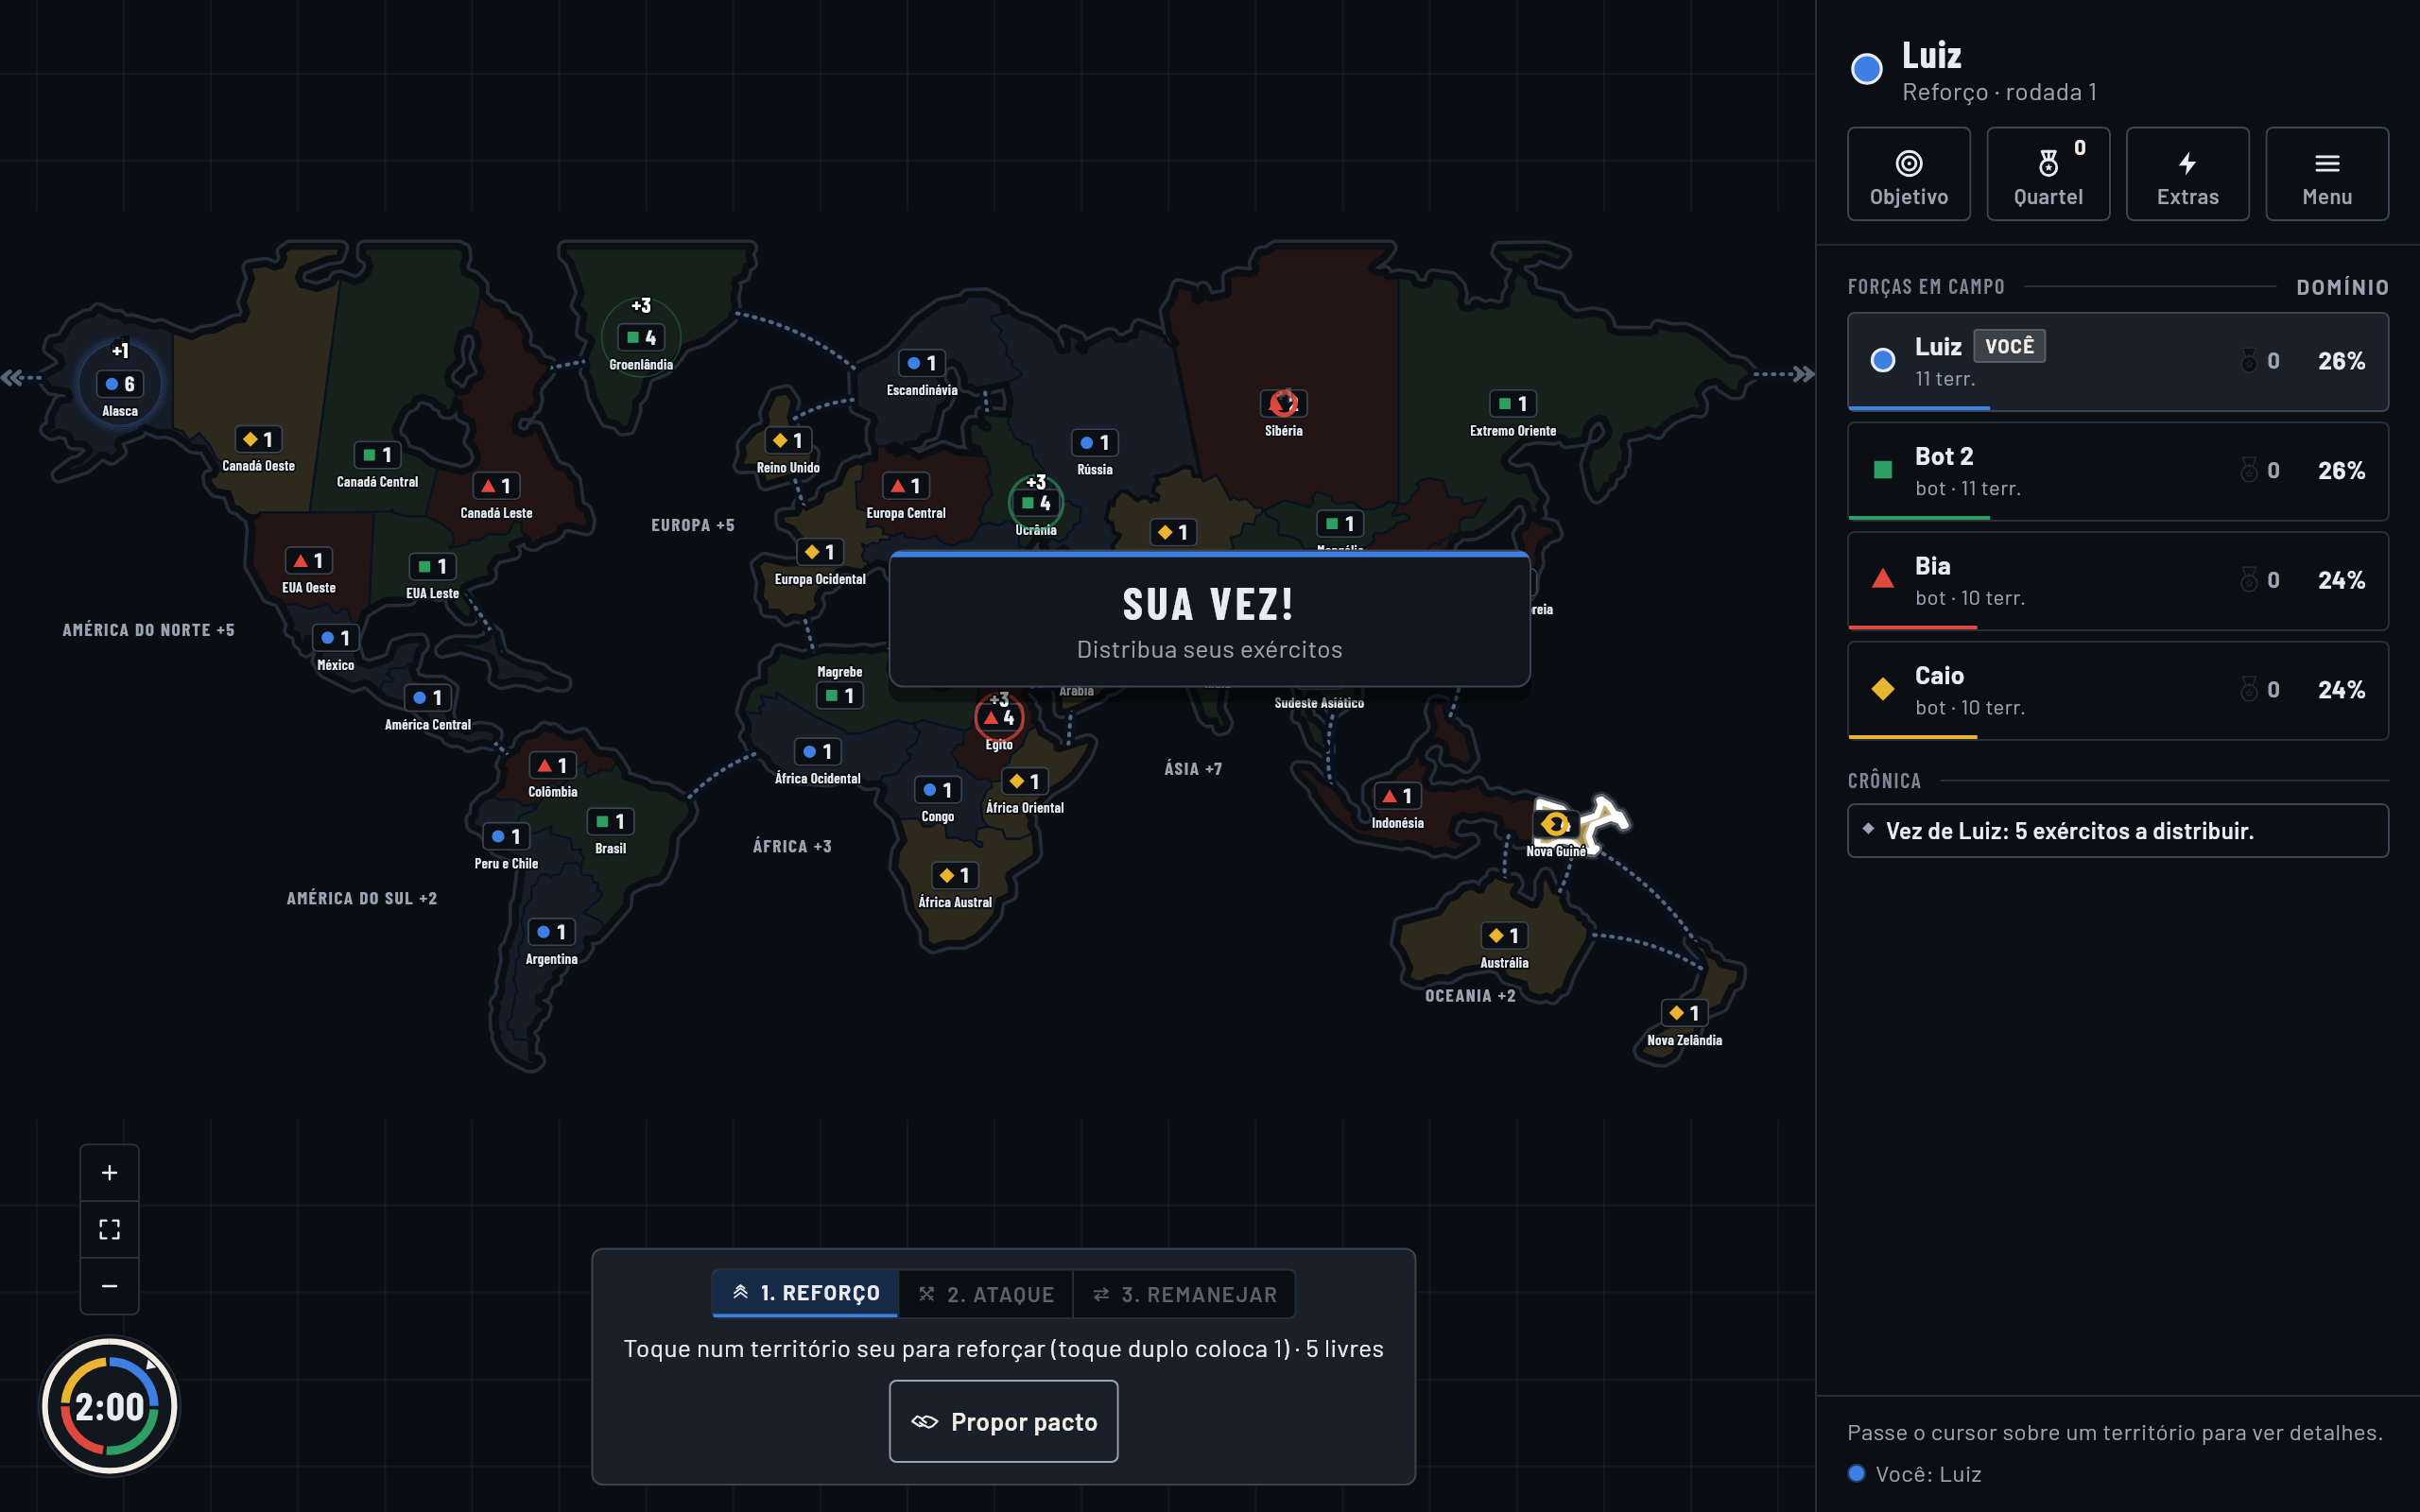 Luiz
Reforço · rodada 1
Objetivo
0
Quartel
Extras
Menu
FORÇAS EM CAMPO
DOMÍNIO
Luiz VOCÊ
11 terr.
0 26%
Bot 2
bot · 11 terr.
0 26%
Bia
bot · 10 terr.
0 24%
Caio
bot · 10 terr.
0 24%
CRÔNICA
Vez de Luiz: 5 exércitos a distribuir.
Passe o cursor sobre um território para ver detalhes.
Você: Luiz
+1
6
Alasca
1
Canadá Oeste
1
Canadá Central
1
Canadá Leste
+3
4
Groenlândia
1
EUA Oeste
1
EUA Leste
1
México
1
América Central
AMÉRICA DO NORTE +5
1
Colômbia
1
Brasil
1
Peru e Chile
1
Argentina
AMÉRICA DO SUL +2
EUROPA +5
1
Escandinávia
1
Reino Unido
1
Europa Central
1
Europa Ocidental
+3
4
Ucrânia
1
Rússia
Sibéria
1
Extremo Oriente
1
1
SUA VEZ!
Distribua seus exércitos
Arábia
Sudeste Asiático
Magrebe
1
+3
4
Egito
1
África Ocidental
1
Congo
1
África Oriental
1
África Austral
ÁFRICA +3
ÁSIA +7
1
Indonésia
Nova Guiné
1
Austrália
OCEANIA +2
1
Nova Zelândia
2:00
1. REFORÇO
2. ATAQUE
3. REMANEJAR
Toque num território seu para reforçar (toque duplo coloca 1) · 5 livres
Propor pacto